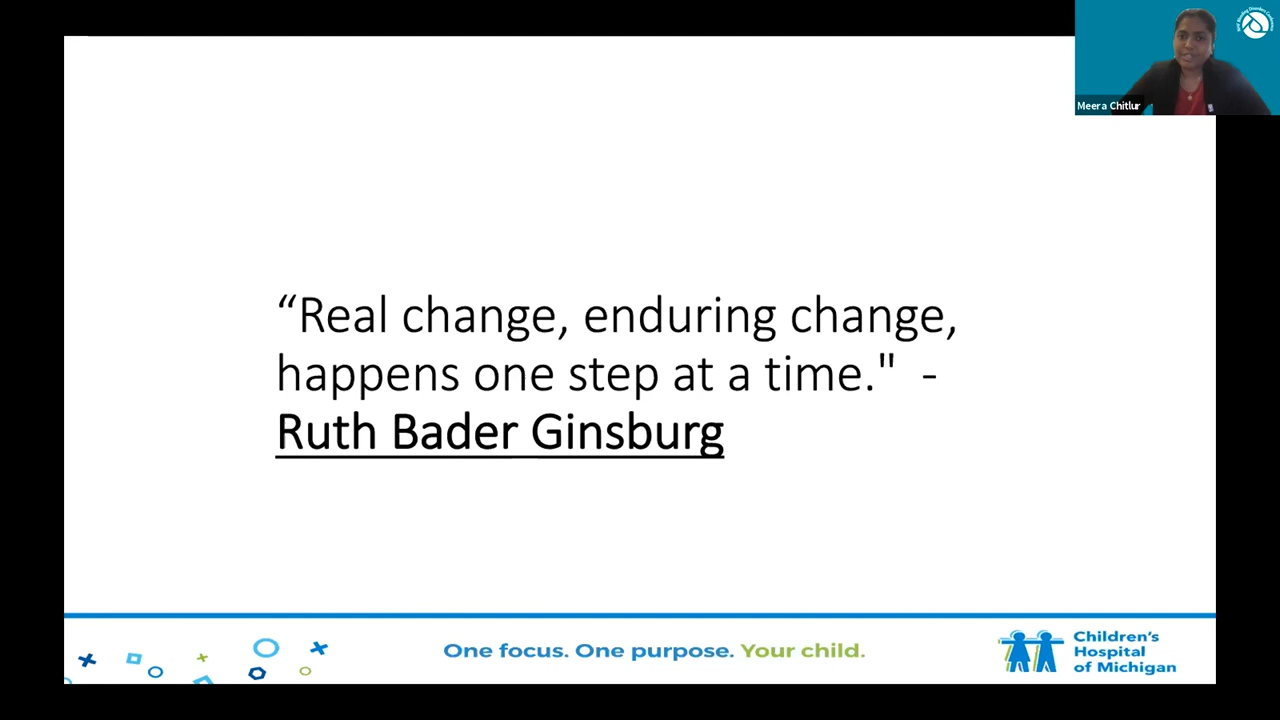 Meera Chitlur
“Real change, enduring change,
happens one step at a time." -
Ruth Bader Ginsburg
One focus. One purpose. Your child.
Children's
Hospital
of Michigan